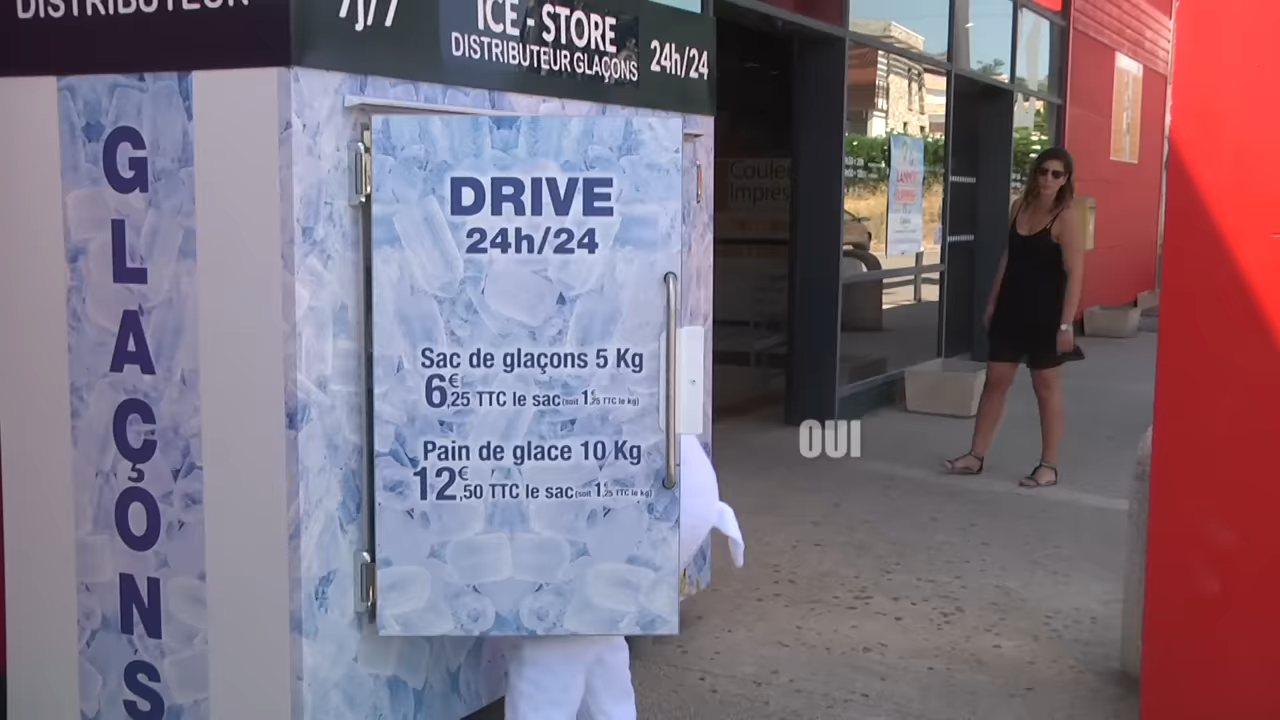 DISTRIBUTEUR
7j/7
ICE - STORE
DISTRIBUTEUR GLAÇONS
24h/24
GLAÇONS
DRIVE
24h/24
Sac de glaçons 5 Kg
6€,25 TTC le sac (soit 1€,25 TTC le kg)
Pain de glace 10 Kg
12€,50 TTC le sac (soit 1€,25 TTC le kg)
OUI